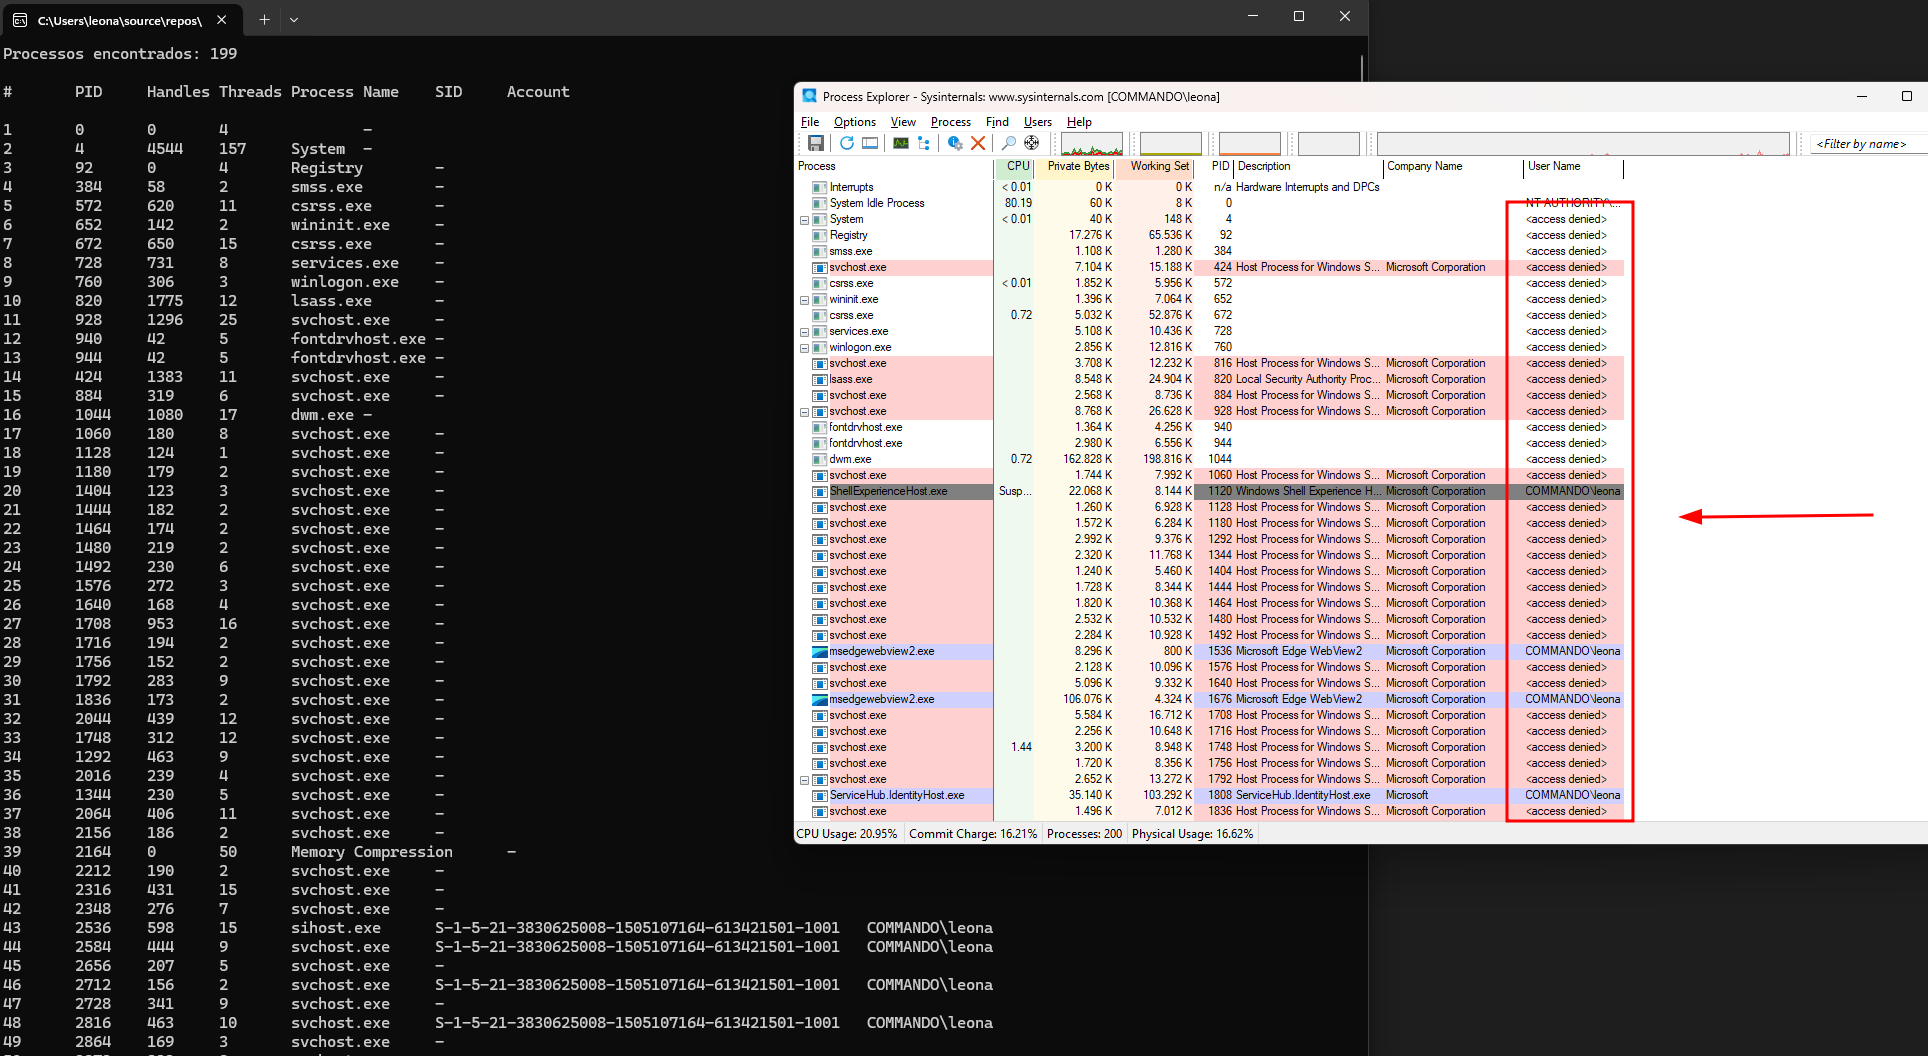 C:\Users\leona\source\repos\
Processos encontrados: 199
# PID Handles Threads Process Name SID Account
1 0 0 4 -
2 4 4544 157 System -
3 92 0 4 Registry -
4 384 58 2 smss.exe -
5 572 620 11 csrss.exe -
6 652 142 2 wininit.exe -
7 672 650 15 csrss.exe -
8 728 731 8 services.exe -
9 760 306 3 winlogon.exe -
10 820 1775 12 lsass.exe -
11 928 1296 25 svchost.exe -
12 940 42 5 fontdrvhost.exe -
13 944 42 5 fontdrvhost.exe -
14 424 1383 11 svchost.exe -
15 884 319 6 svchost.exe -
16 1044 1080 17 dwm.exe -
17 1060 180 8 svchost.exe -
18 1128 124 1 svchost.exe -
19 1180 179 2 svchost.exe -
20 1404 123 3 svchost.exe -
21 1444 182 2 svchost.exe -
22 1464 174 2 svchost.exe -
23 1480 219 2 svchost.exe -
24 1492 230 6 svchost.exe -
25 1576 272 3 svchost.exe -
26 1640 168 4 svchost.exe -
27 1708 953 16 svchost.exe -
28 1716 194 2 svchost.exe -
29 1756 152 2 svchost.exe -
30 1792 283 9 svchost.exe -
31 1836 173 2 svchost.exe -
32 2044 439 12 svchost.exe -
33 1748 312 12 svchost.exe -
34 1292 463 9 svchost.exe -
35 2016 239 4 svchost.exe -
36 1344 230 5 svchost.exe -
37 2064 406 11 svchost.exe -
38 2156 186 2 svchost.exe -
39 2164 0 50 Memory Compression -
40 2212 190 2 svchost.exe -
41 2316 431 15 svchost.exe -
42 2348 276 7 svchost.exe -
43 2536 598 15 sihost.exe S-1-5-21-3830625008-1505107164-613421501-1001 COMMANDO\leona
44 2584 444 9 svchost.exe S-1-5-21-3830625008-1505107164-613421501-1001 COMMANDO\leona
45 2656 207 5 svchost.exe -
46 2712 156 2 svchost.exe S-1-5-21-3830625008-1505107164-613421501-1001 COMMANDO\leona
47 2728 341 9 svchost.exe -
48 2816 463 10 svchost.exe S-1-5-21-3830625008-1505107164-613421501-1001 COMMANDO\leona
49 2864 169 3 svchost.exe -
Process Explorer - Sysinternals: www.sysinternals.com [COMMANDO\leona]
File Options View Process Find Users Help
<Filter by name>
Process CPU Private Bytes Working Set PID Description Company Name User Name
Interrupts < 0.01 0 K 0 K n/a Hardware Interrupts and DPCs
System Idle Process 80.19 60 K 8 K 0 NT AUTHORITY\...
System < 0.01 40 K 148 K 4 <access denied>
Registry 17.276 K 65.536 K 92 <access denied>
smss.exe 1.108 K 1.280 K 384 <access denied>
svchost.exe 7.104 K 15.188 K 424 Host Process for Windows S... Microsoft Corporation <access denied>
csrss.exe < 0.01 1.852 K 5.956 K 572 <access denied>
wininit.exe 1.396 K 7.064 K 652 <access denied>
csrss.exe 0.72 5.032 K 52.876 K 672 <access denied>
services.exe 5.108 K 10.436 K 728 <access denied>
winlogon.exe 2.856 K 12.816 K 760 <access denied>
svchost.exe 3.708 K 12.232 K 816 Host Process for Windows S... Microsoft Corporation <access denied>
lsass.exe 8.548 K 24.904 K 820 Local Security Authority Proc... Microsoft Corporation <access denied>
svchost.exe 2.568 K 8.736 K 884 Host Process for Windows S... Microsoft Corporation <access denied>
svchost.exe 8.768 K 26.628 K 928 Host Process for Windows S... Microsoft Corporation <access denied>
fontdrvhost.exe 1.364 K 4.256 K 940 <access denied>
fontdrvhost.exe 2.980 K 6.556 K 944 <access denied>
dwm.exe 0.72 162.828 K 198.816 K 1044 <access denied>
svchost.exe 1.744 K 7.992 K 1060 Host Process for Windows S... Microsoft Corporation <access denied>
ShellExperienceHost.exe Susp... 22.068 K 8.144 K 1120 Windows Shell Experience H... Microsoft Corporation COMMANDO\leona
svchost.exe 1.260 K 6.928 K 1128 Host Process for Windows S... Microsoft Corporation <access denied>
svchost.exe 1.572 K 6.284 K 1180 Host Process for Windows S... Microsoft Corporation <access denied>
svchost.exe 2.992 K 9.376 K 1292 Host Process for Windows S... Microsoft Corporation <access denied>
svchost.exe 2.320 K 11.768 K 1344 Host Process for Windows S... Microsoft Corporation <access denied>
svchost.exe 1.240 K 5.460 K 1404 Host Process for Windows S... Microsoft Corporation <access denied>
svchost.exe 1.728 K 8.344 K 1444 Host Process for Windows S... Microsoft Corporation <access denied>
svchost.exe 1.820 K 10.368 K 1464 Host Process for Windows S... Microsoft Corporation <access denied>
svchost.exe 2.532 K 10.532 K 1480 Host Process for Windows S... Microsoft Corporation <access denied>
svchost.exe 2.284 K 10.928 K 1492 Host Process for Windows S... Microsoft Corporation <access denied>
msedgewebview2.exe 8.296 K 800 K 1536 Microsoft Edge WebView2 Microsoft Corporation COMMANDO\leona
svchost.exe 2.128 K 10.096 K 1576 Host Process for Windows S... Microsoft Corporation <access denied>
svchost.exe 5.096 K 9.332 K 1640 Host Process for Windows S... Microsoft Corporation <access denied>
msedgewebview2.exe 106.076 K 4.324 K 1676 Microsoft Edge WebView2 Microsoft Corporation COMMANDO\leona
svchost.exe 5.584 K 16.712 K 1708 Host Process for Windows S... Microsoft Corporation <access denied>
svchost.exe 2.256 K 10.648 K 1716 Host Process for Windows S... Microsoft Corporation <access denied>
svchost.exe 1.44 3.200 K 8.948 K 1748 Host Process for Windows S... Microsoft Corporation <access denied>
svchost.exe 1.720 K 8.356 K 1756 Host Process for Windows S... Microsoft Corporation <access denied>
svchost.exe 2.652 K 13.272 K 1792 Host Process for Windows S... Microsoft Corporation <access denied>
ServiceHub.IdentityHost.exe 35.140 K 103.292 K 1808 ServiceHub.IdentityHost.exe Microsoft COMMANDO\leona
svchost.exe 1.496 K 7.012 K 1836 Host Process for Windows S... Microsoft Corporation <access denied>
CPU Usage: 20.95% Commit Charge: 16.21% Processes: 200 Physical Usage: 16.62%